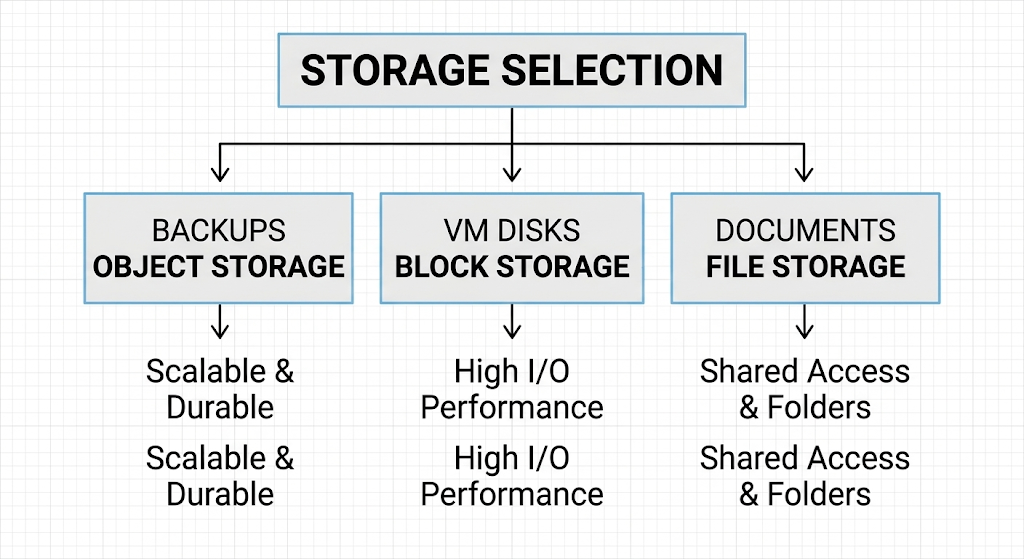 STORAGE SELECTION
BACKUPS
OBJECT STORAGE
VM DISKS
BLOCK STORAGE
DOCUMENTS
FILE STORAGE
Scalable &
Durable
High I/O
Performance
Shared Access
& Folders
Scalable &
Durable
High I/O
Performance
Shared Access
& Folders